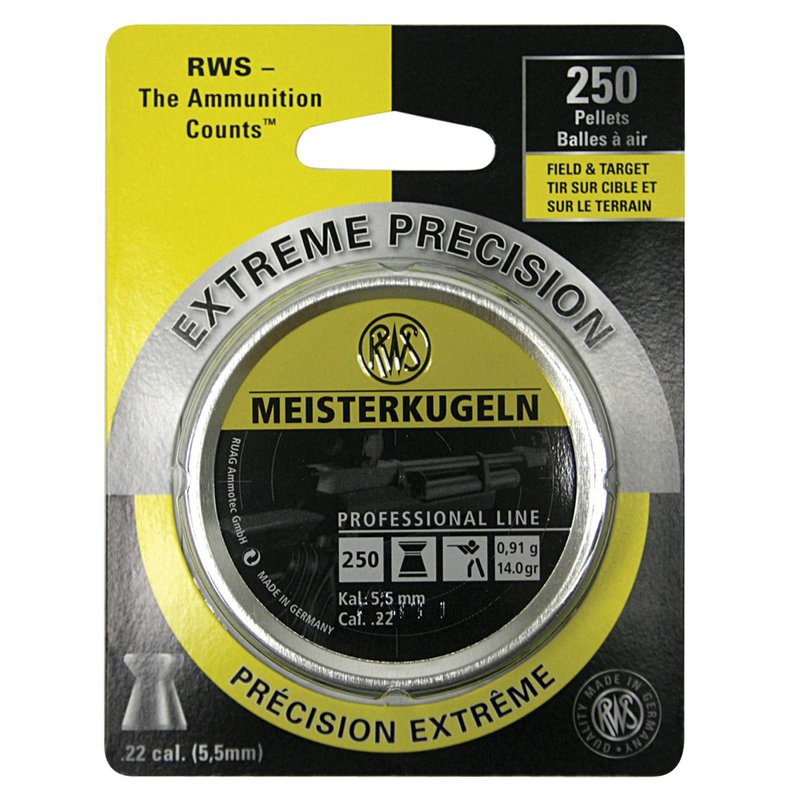 RWS –
The Ammunition
Counts™
250
Pellets
Balles à air
FIELD & TARGET
TIR SUR CIBLE ET
SUR LE TERRAIN
EXTREME PRECISION
RWS
MEISTERKUGELN
RUAG Ammotec GmbH
MADE IN GERMANY
PROFESSIONAL LINE
250
0,91 g
14.0gr
Kal. 5,5 mm
Cal. .22
PRÉCISION EXTRÊME
.22 cal. (5,5mm)
QUALITY MADE IN GERMANY
RWS